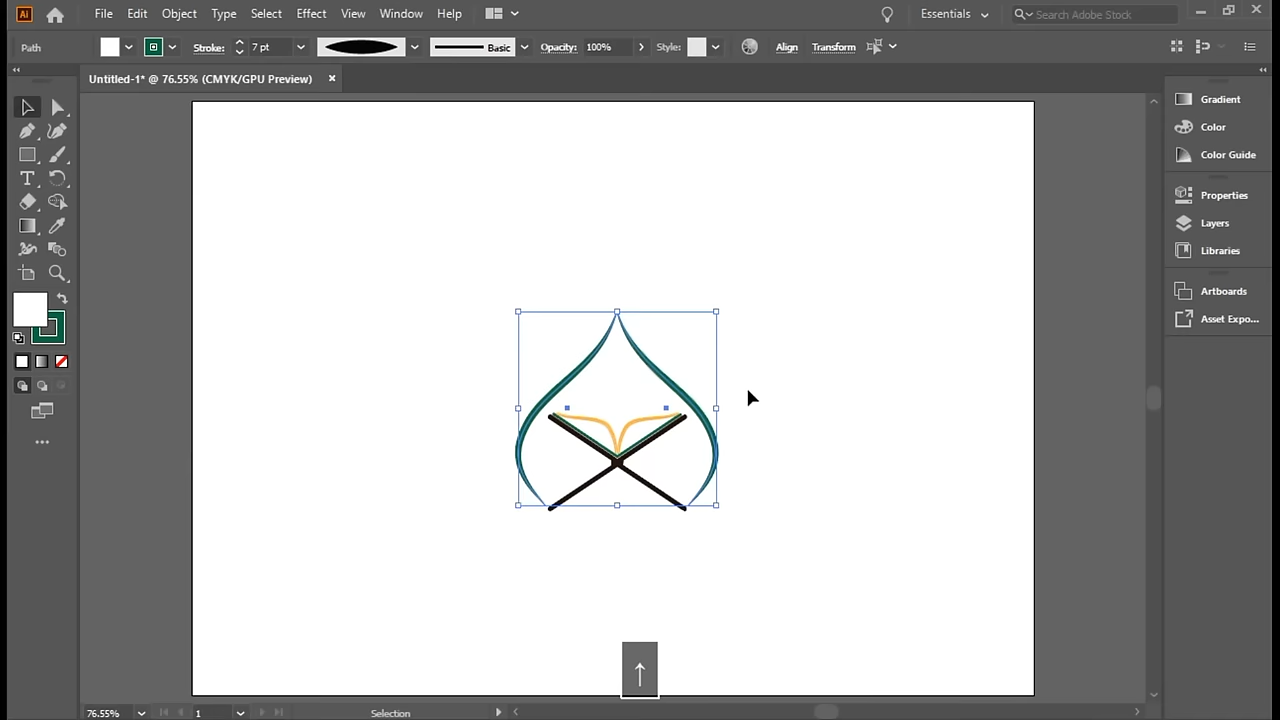 Ai File Edit Object Type Select Effect View Window Help Essentials Search Adobe Stock
Path Stroke: 7 pt Basic Opacity: 100% Style: Align Transform
Untitled-1* @ 76.55% (CMYK/GPU Preview)
Gradient
Color
Color Guide
Properties
Layers
Libraries
Artboards
Asset Expo...
76.55% 1 Selection